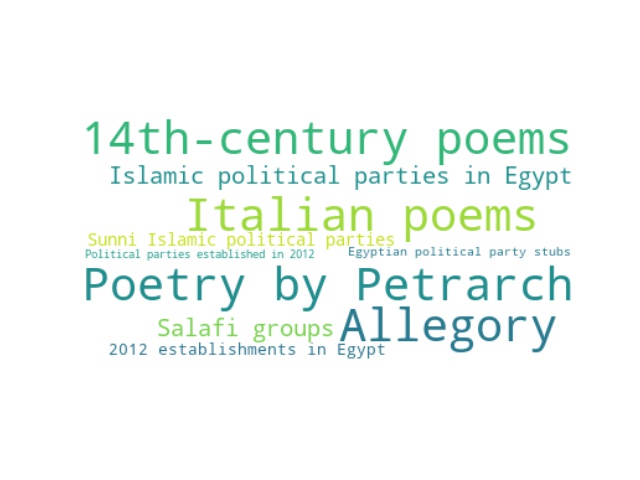 14th-century poems
Islamic political parties in Egypt
Italian poems
Sunni Islamic political parties
Political parties established in 2012
Egyptian political party stubs
Poetry by Petrarch
Salafi groups
Allegory
2012 establishments in Egypt